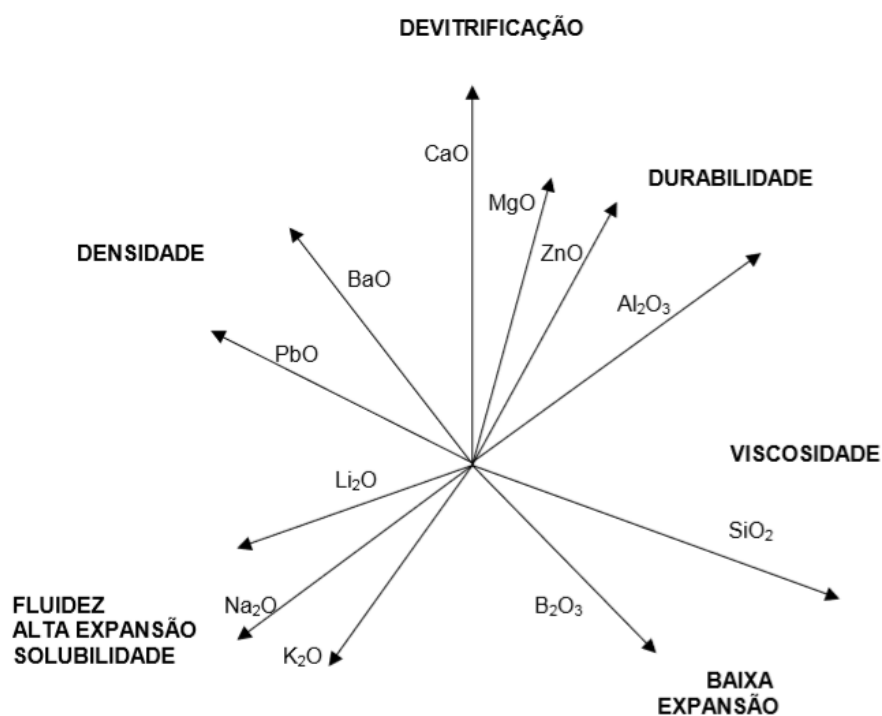 DEVITRIFICAÇÃO
CaO
MgO
DURABILIDADE
ZnO
DENSIDADE
BaO
Al₂O₃
PbO
VISCOSIDADE
Li₂O
SiO₂
FLUIDEZ
ALTA EXPANSÃO
SOLUBILIDADE
Na₂O
B₂O₃
K₂O
BAIXA
EXPANSÃO